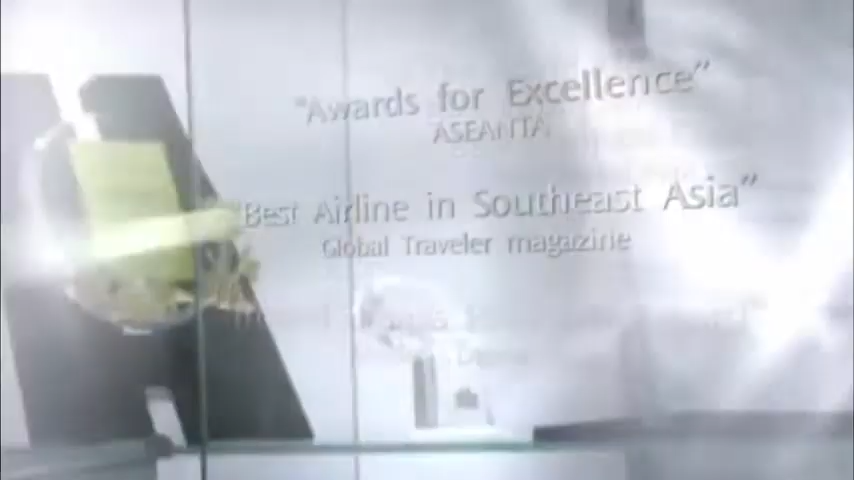 "Awards for Excellence"
ASEANTA
"Best Airline in Southeast Asia"
Global Traveler magazine